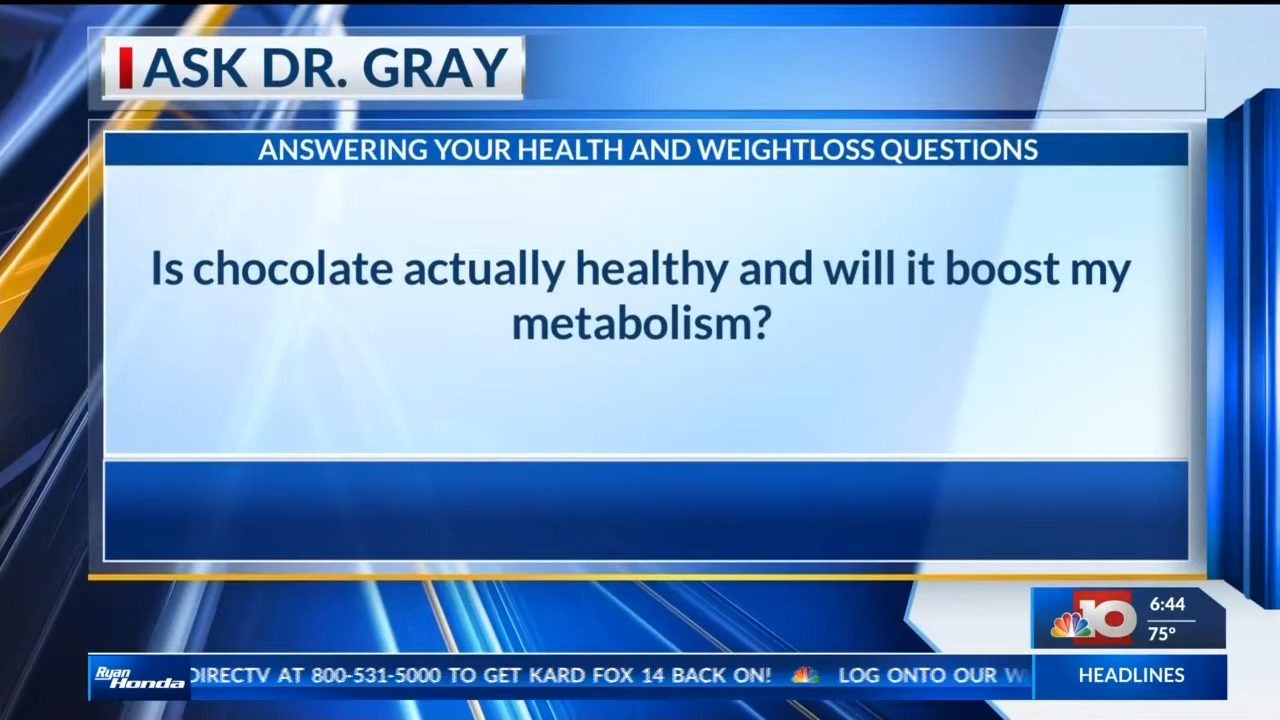 ASK DR. GRAY
ANSWERING YOUR HEALTH AND WEIGHTLOSS QUESTIONS
Is chocolate actually healthy and will it boost my
metabolism?
10
6:44
75°
Ryan
Honda
DIRECTV AT 800-531-5000 TO GET KARD FOX 14 BACK ON! LOG ONTO OUR
HEADLINES